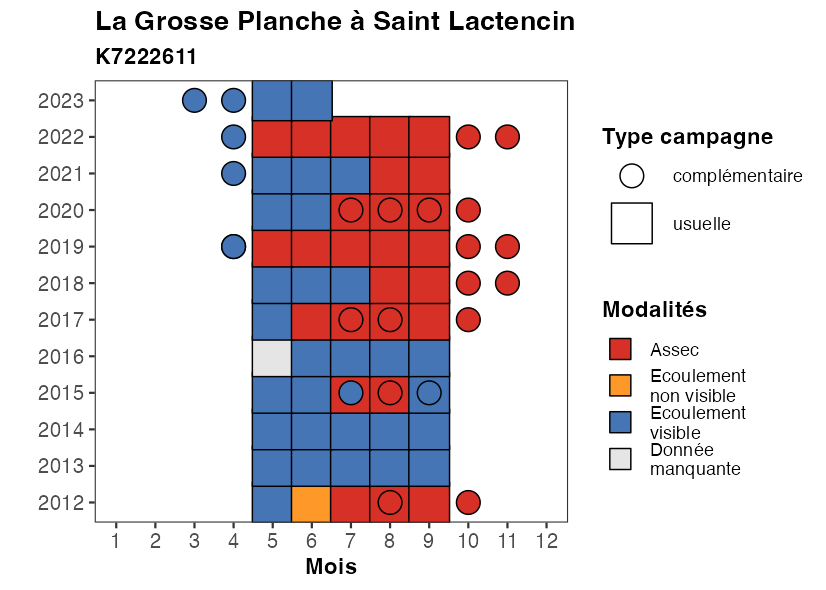 La Grosse Planche à Saint Lactencin
K7222611
2023
2022
2021
2020
2019
2018
2017
2016
2015
2014
2013
2012
1 2 3 4 5 6 7 8 9 10 11 12
Mois
Type campagne
complémentaire
usuelle
Modalités
Assec
Ecoulement
non visible
Ecoulement
visible
Donnée
manquante